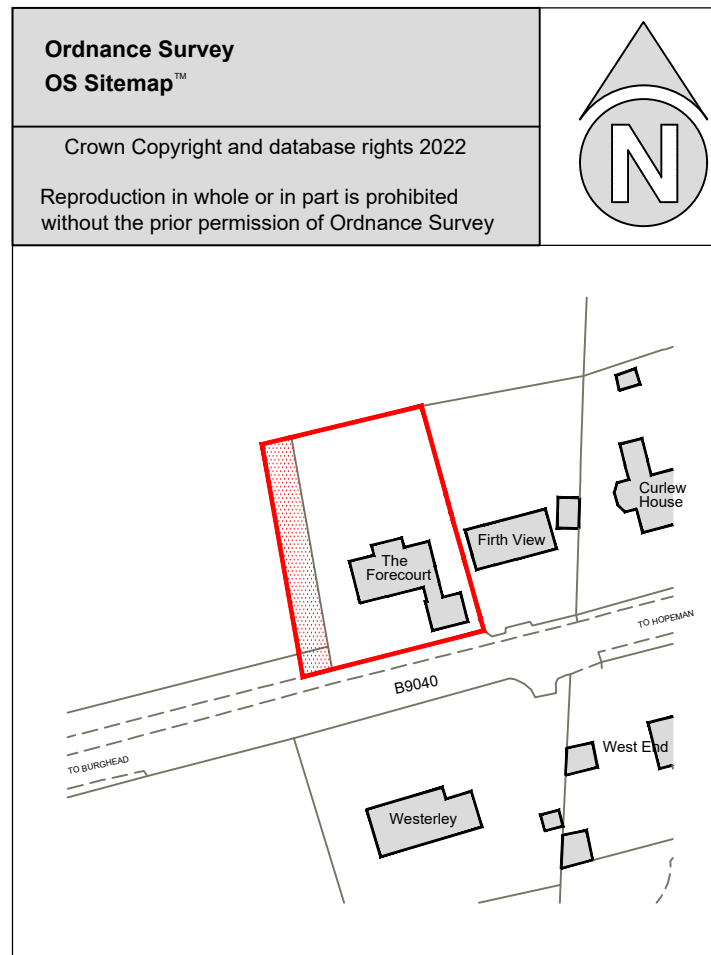 Ordnance Survey
OS Sitemap™
Crown Copyright and database rights 2022
Reproduction in whole or in part is prohibited
without the prior permission of Ordnance Survey
N
Curlew
House
Firth View
The
Forecourt
TO HOPEMAN
B9040
West End
TO BURGHEAD
Westerley